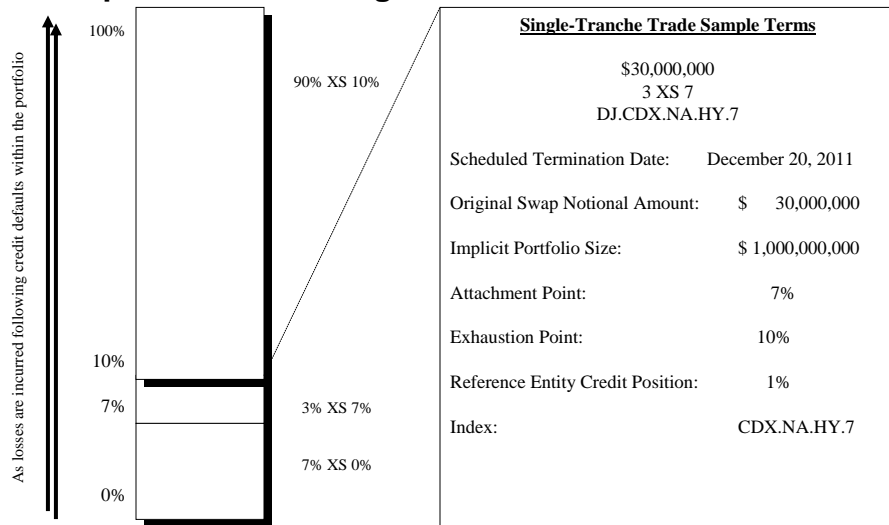 As losses are incurred following credit defaults within the portfolio
100%
90% XS 10%
10%
7%
3% XS 7%
7% XS 0%
0%
Single-Tranche Trade Sample Terms
$30,000,000
3 XS 7
DJ.CDX.NA.HY.7
Scheduled Termination Date: December 20, 2011
Original Swap Notional Amount: $ 30,000,000
Implicit Portfolio Size: $ 1,000,000,000
Attachment Point: 7%
Exhaustion Point: 10%
Reference Entity Credit Position: 1%
Index: CDX.NA.HY.7